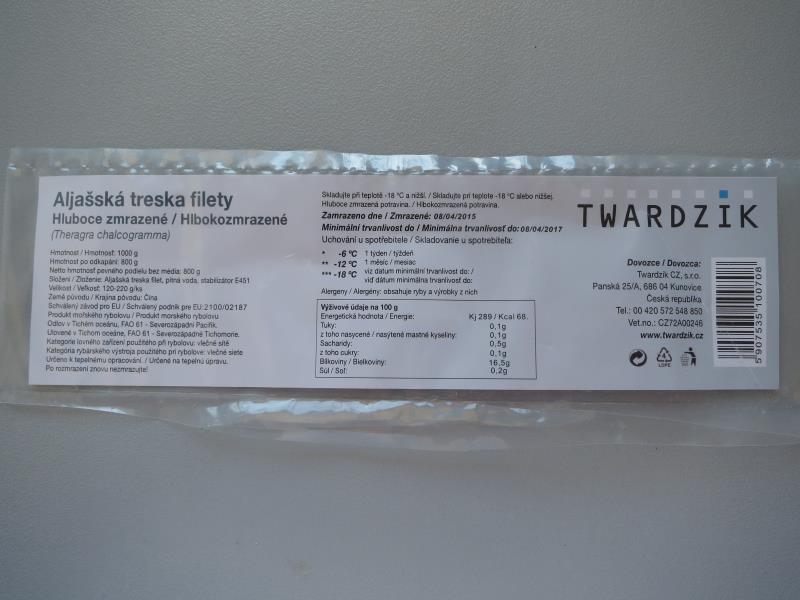 Aljašská treska filety
Hluboce zmrazené / Hlbokozmrazené
(Theragra chalcogramma)
Hmotnost / Hmotnosť: 1000 g
Hmotnost po odkapání: 800 g
Netto hmotnosť pevného podielu bez média: 800 g
Složení / Zloženie: Aljašská treska filet, pitná voda, stabilizátor E451
Velikost / Veľkosť: 120-220 g/ks
Země původu / Krajina pôvodu: Čína
Schválený závod pro EU / Schválený podnik pre EU: 2100/02187
Produkt mořského rybolovu / Produkt morského rybolovu
Odlov v Tichém oceánu, FAO 61 - Severozápadní Pacifik.
Ulovené v Tichom oceáne, FAO 61 - Severozápadné Tichomorie.
Kategorie lovného zařízení použitého při rybolovu: vlečné sítě
Kategória rybárského výstroja použitého pri rybolove: vlečné siete
Určeno k tepelnému opracování. / Určené na tepelnú úpravu.
Po rozmrazení znovu nezmrazujte!
Skladujte při teplotě -18 °C a nižší. / Skladujte pri teplote -18 °C alebo nižšej.
Hluboce zmrazená potravina. / Hlbokozmrazená potravina.
Zamrazeno dne / Zmrazené: 08/04/2015
Minimální trvanlivost do / Minimálna trvanlivosť do: 08/04/2017
Uchování u spotřebitele / Skladovanie u spotrebiteľa:
* -6 °C 1 týden / týždeň
** -12 °C 1 měsíc / mesiac
*** -18 °C viz datum minimální trvanlivosti do: /
viď dátum minimálnej trvanlivosti do:
Alergeny / Alergény: obsahuje ryby a výrobky z nich
Výživové údaje na 100 g
Energetická hodnota / Energie: Kj 289 / Kcal 68.
Tuky: 0,1g
z toho nasycené / nasýtené mastné kyseliny: 0,1g
Sacharidy: 0,5g
z toho cukry: 0,1g
Bílkoviny / Bielkoviny: 16,5g
Sůl / Soľ: 0,2g
TWARDZIK
Dovozce / Dovozca:
Twardzik CZ, s.r.o.
Panská 25/A, 686 04 Kunovice
Česká republika
Tel.: 00 420 572 548 850
Vet.no.: CZ72A00246
www.twardzik.cz
4
LDPE
5907535100708